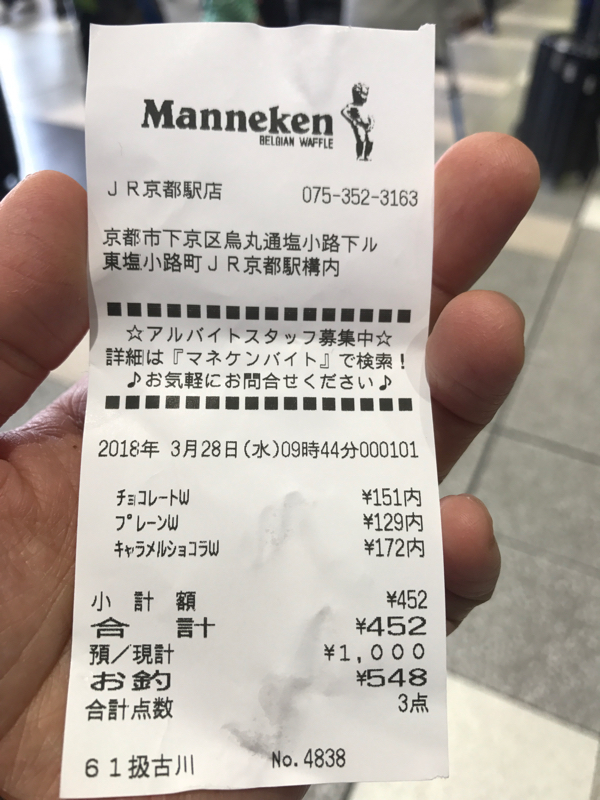 Manneken
BELGIAN WAFFLE
JR京都駅店 075-352-3163
京都市下京区烏丸通塩小路下ル
東塩小路町JR京都駅構内
☆アルバイトスタッフ募集中☆
詳細は『マネケンバイト』で検索!
♪お気軽にお問合せください♪
2018年 3月28日(水)09時44分000101
チョコレートW ¥151内
プレーンW ¥129内
キャラメルショコラW ¥172内
小計額 ¥452
合計 ¥452
預/現計 ¥1,000
お釣 ¥548
合計点数 3点
61扱古川 No.4838